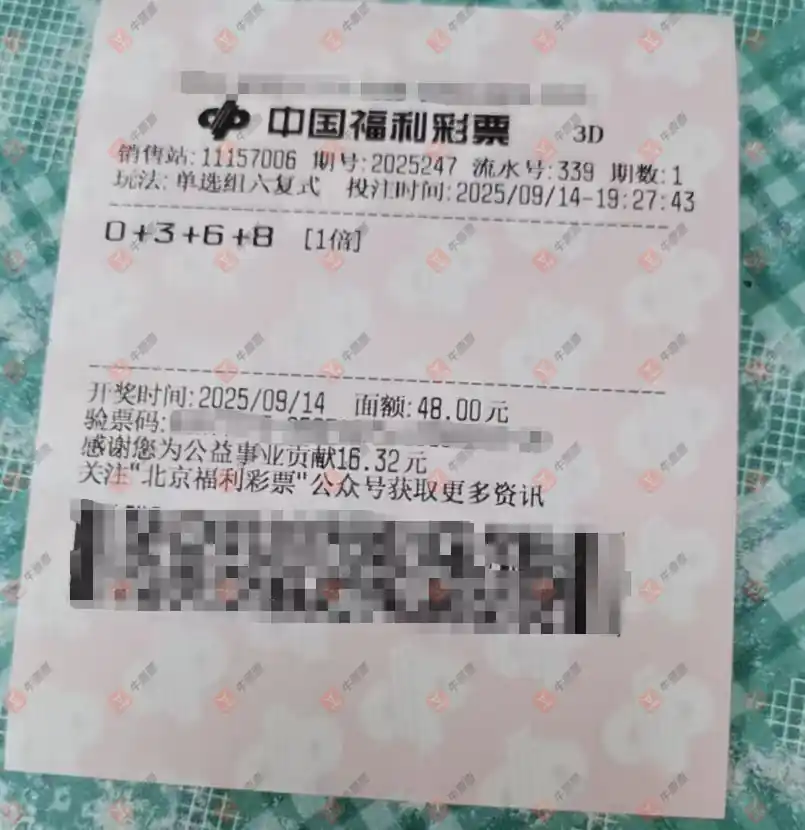 中国福利彩票 3D
销售站:11157006 期号:2025247 流水号:339 期数:1
玩法:单选组六复式 投注时间:2025/09/14-19:27:43
0+3+6+8 [1倍]
开奖时间:2025/09/14 面额:48.00元
验票码:
感谢您为公益事业贡献16.32元
关注"北京福利彩票"公众号获取更多资讯